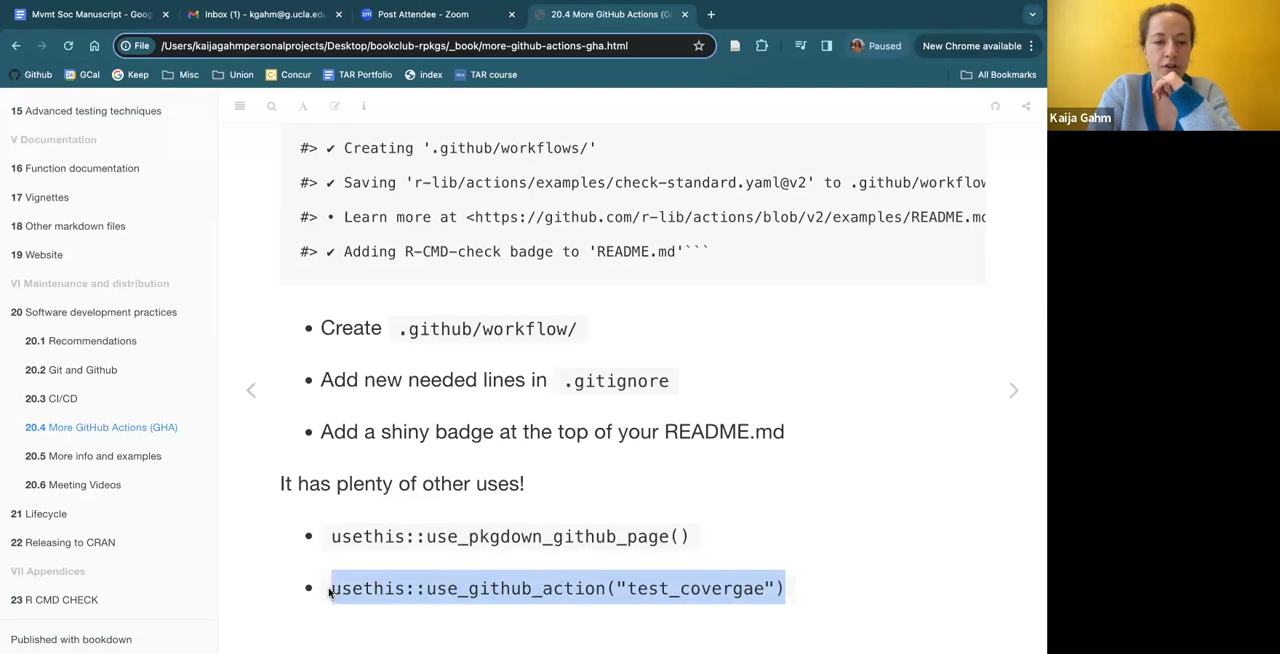 Mvmt Soc Manuscript - Goog
Inbox (1) - kgahm@g.ucla.edu
Post Attendee - Zoom
20.4 More GitHub Actions (G
File
/Users/kaijagahmpersonalprojects/Desktop/bookclub-rpkgs/_book/more-github-actions-gha.html
Paused
New Chrome available
Github
GCal
Keep
Misc
Union
Concur
TAR Portfolio
index
TAR course
All Bookmarks
Kaija Gahm
15 Advanced testing techniques
V Documentation
16 Function documentation
17 Vignettes
18 Other markdown files
19 Website
VI Maintenance and distribution
20 Software development practices
20.1 Recommendations
20.2 Git and Github
20.3 CI/CD
20.4 More GitHub Actions (GHA)
20.5 More info and examples
20.6 Meeting Videos
21 Lifecycle
22 Releasing to CRAN
VII Appendices
23 R CMD CHECK
Published with bookdown
#> ✔ Creating '.github/workflows/'
#> ✔ Saving 'r-lib/actions/examples/check-standard.yaml@v2' to .github/workflow
#> • Learn more at <https://github.com/r-lib/actions/blob/v2/examples/README.md
#> ✔ Adding R-CMD-check badge to 'README.md'```
• Create .github/workflow/
• Add new needed lines in .gitignore
• Add a shiny badge at the top of your README.md
It has plenty of other uses!
• usethis::use_pkgdown_github_page()
• usethis::use_github_action("test_covergae")